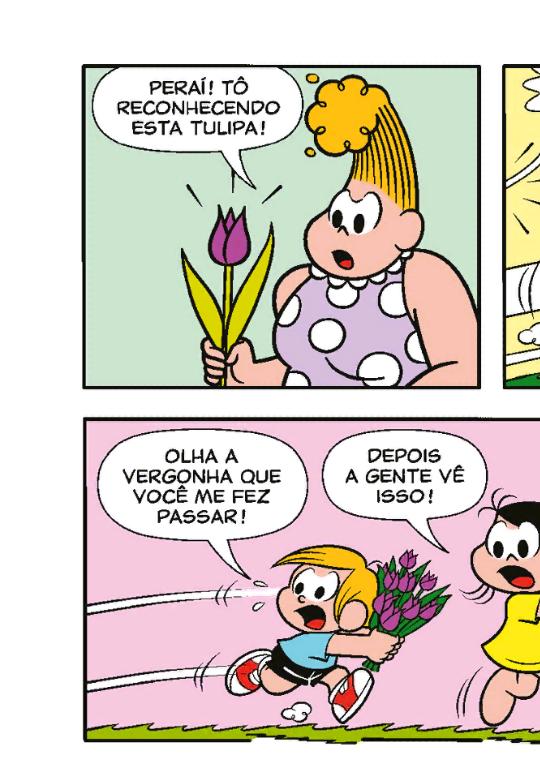 PERAÍ! TÔ
RECONHECENDO
ESTA TULIPA!
OLHA A
VERGONHA QUE
VOCÊ ME FEZ
PASSAR!
DEPOIS
A GENTE VÊ
ISSO!